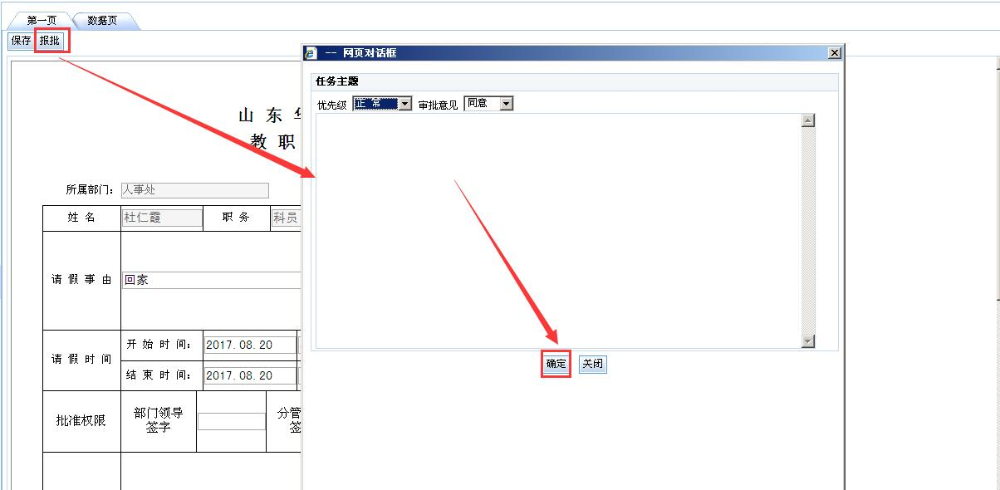 第一页 数据页
保存 报批
-- 网页对话框
任务主题
优先级 正 常 审批意见 同意
山 东
教 职
所属部门： 人事处
姓 名 杜仁霞 职 务 科员
请 假 事 由 回家
请 假 时 间 开 始 时 间： 2017.08.20
结 束 时 间： 2017.08.20
确定 关闭
批准权限 部门领导
签字
分管
签